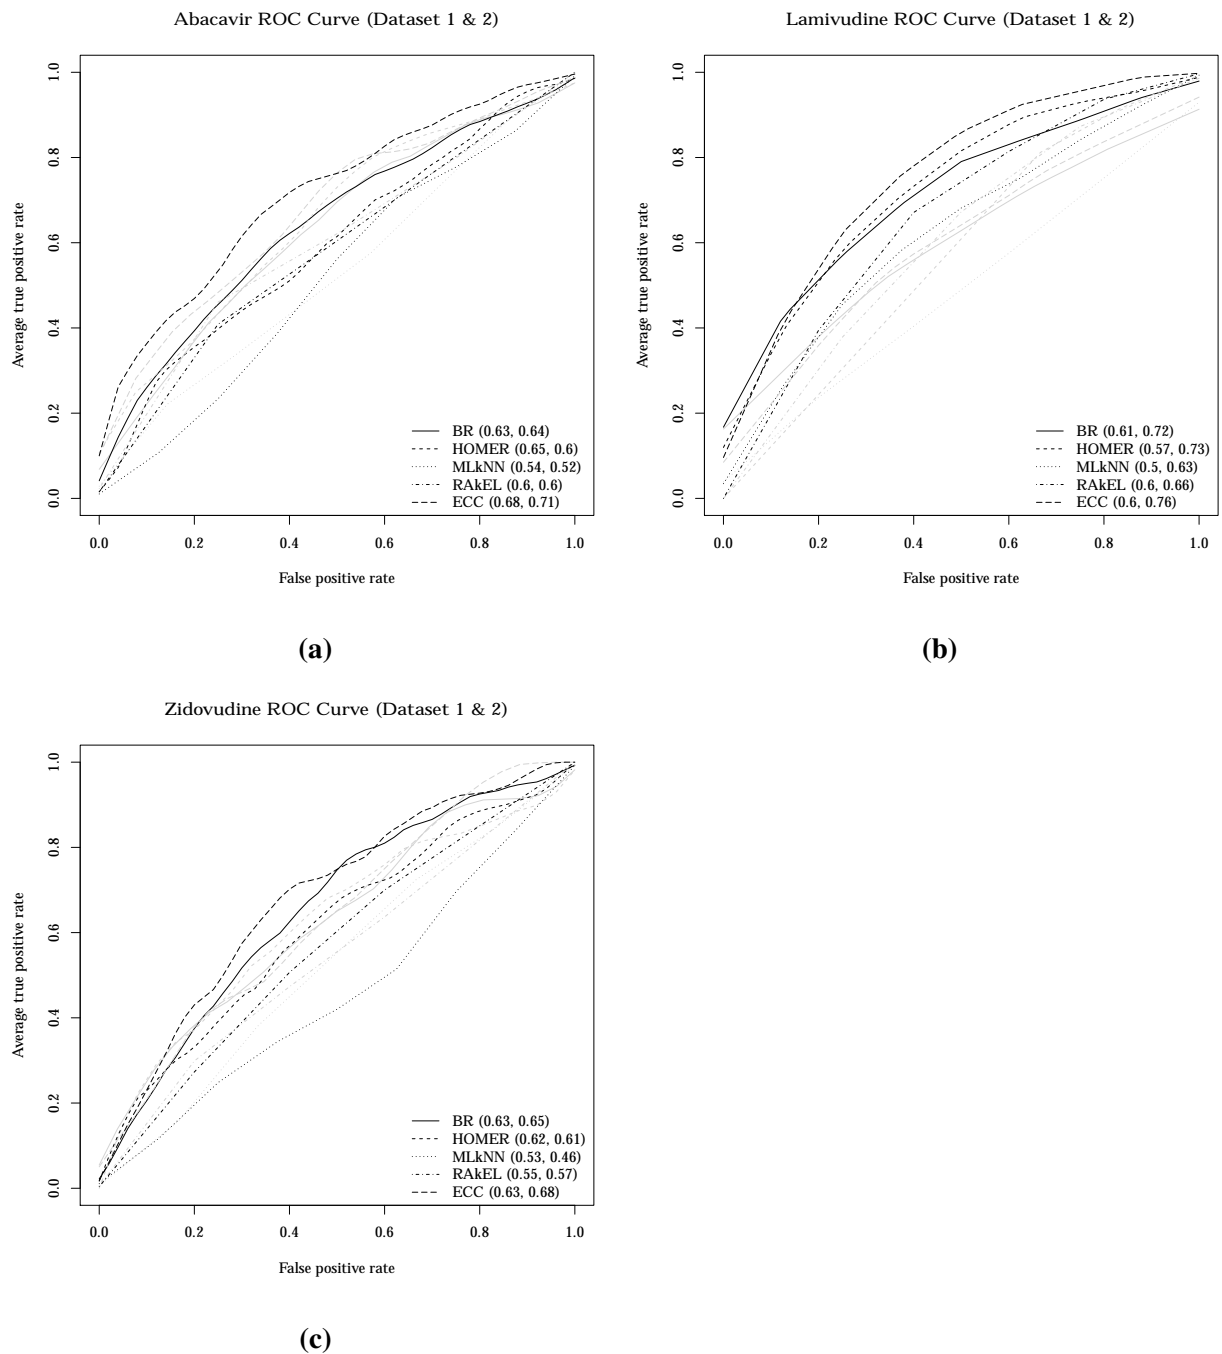 Abacavir ROC Curve (Dataset 1 & 2)
Average true positive rate
1.0
0.8
0.6
0.4
0.2
0.0
BR (0.63, 0.64)
HOMER (0.65, 0.6)
MLkNN (0.54, 0.52)
RAkEL (0.6, 0.6)
ECC (0.68, 0.71)
0.0 0.2 0.4 0.6 0.8 1.0
False positive rate
(a)
Lamivudine ROC Curve (Dataset 1 & 2)
Average true positive rate
1.0
0.8
0.6
0.4
0.2
0.0
BR (0.61, 0.72)
HOMER (0.57, 0.73)
MLkNN (0.5, 0.63)
RAkEL (0.6, 0.66)
ECC (0.6, 0.76)
0.0 0.2 0.4 0.6 0.8 1.0
False positive rate
(b)
Zidovudine ROC Curve (Dataset 1 & 2)
Average true positive rate
1.0
0.8
0.6
0.4
0.2
0.0
BR (0.63, 0.65)
HOMER (0.62, 0.61)
MLkNN (0.53, 0.46)
RAkEL (0.55, 0.57)
ECC (0.63, 0.68)
0.0 0.2 0.4 0.6 0.8 1.0
False positive rate
(c)